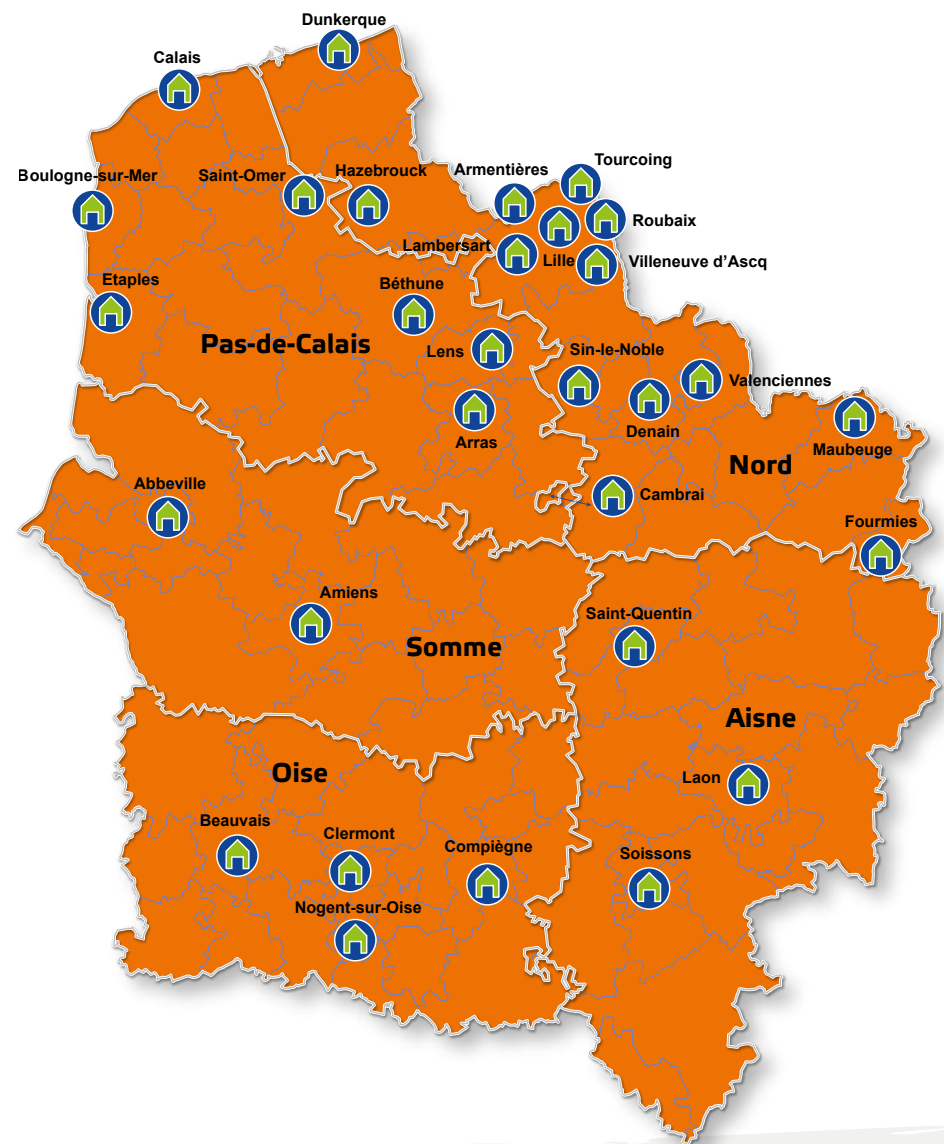 Dunkerque
Calais
Boulogne-sur-Mer
Saint-Omer
Hazebrouck
Armentières
Tourcoing
Roubaix
Lambersart
Lille
Villeneuve d’Ascq
Etaples
Béthune
Pas-de-Calais
Lens
Sin-le-Noble
Valenciennes
Arras
Denain
Maubeuge
Nord
Abbeville
Cambrai
Fourmies
Amiens
Saint-Quentin
Somme
Aisne
Oise
Laon
Beauvais
Clermont
Compiègne
Soissons
Nogent-sur-Oise